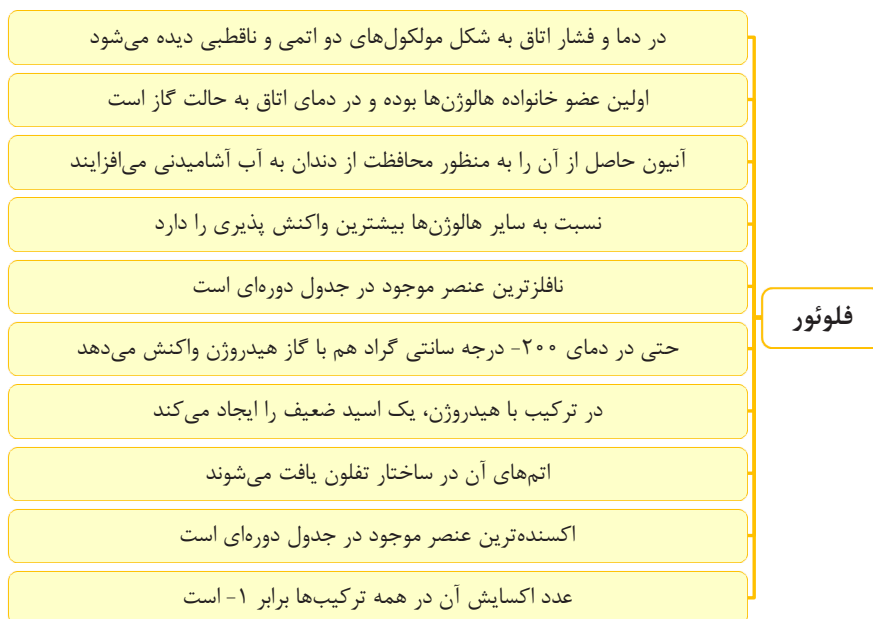 فلوئور
در دما و فشار اتاق به شکل مولکول‌های دو اتمی و ناقطبی دیده می‌شود
اولین عضو خانواده هالوژن‌ها بوده و در دمای اتاق به حالت گاز است
آنیون حاصل از آن را به منظور محافظت از دندان به آب آشامیدنی می‌افزایند
نسبت به سایر هالوژن‌ها بیشترین واکنش پذیری را دارد
نافلزترین عنصر موجود در جدول دوره‌ای است
حتی در دمای ۲۰۰- درجه سانتی گراد هم با گاز هیدروژن واکنش می‌دهد
در ترکیب با هیدروژن، یک اسید ضعیف را ایجاد می‌کند
اتم‌های آن در ساختار تفلون یافت می‌شوند
اکسنده‌ترین عنصر موجود در جدول دوره‌ای است
عدد اکسایش آن در همه ترکیب‌ها برابر ۱- است